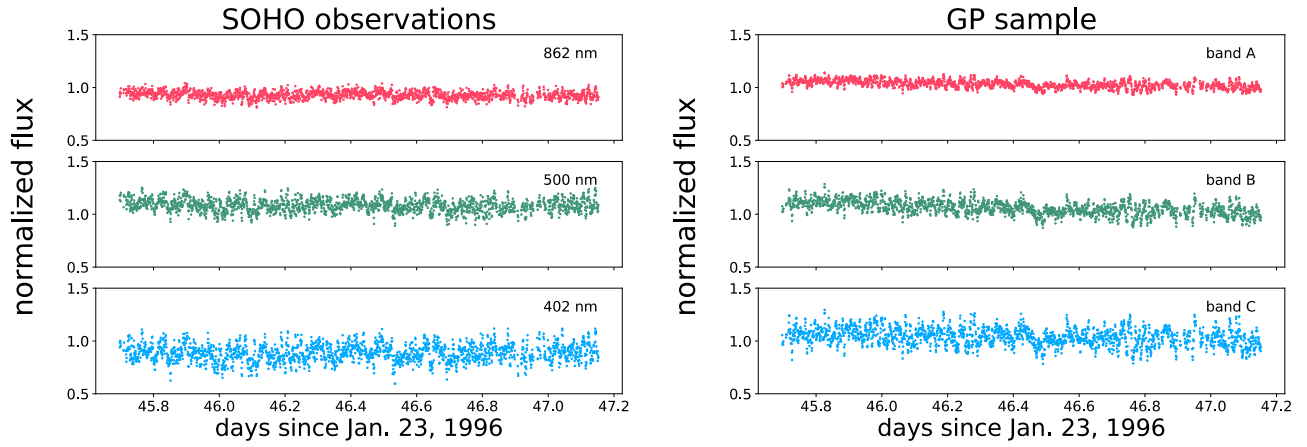 SOHO observations
GP sample
normalized flux
1.5
862 nm
1.0
0.5
1.5
500 nm
1.0
0.5
1.5
402 nm
1.0
0.5
45.8 46.0 46.2 46.4 46.6 46.8 47.0 47.2
days since Jan. 23, 1996
normalized flux
1.5
band A
1.0
0.5
1.5
band B
1.0
0.5
1.5
band C
1.0
0.5
45.8 46.0 46.2 46.4 46.6 46.8 47.0 47.2
days since Jan. 23, 1996